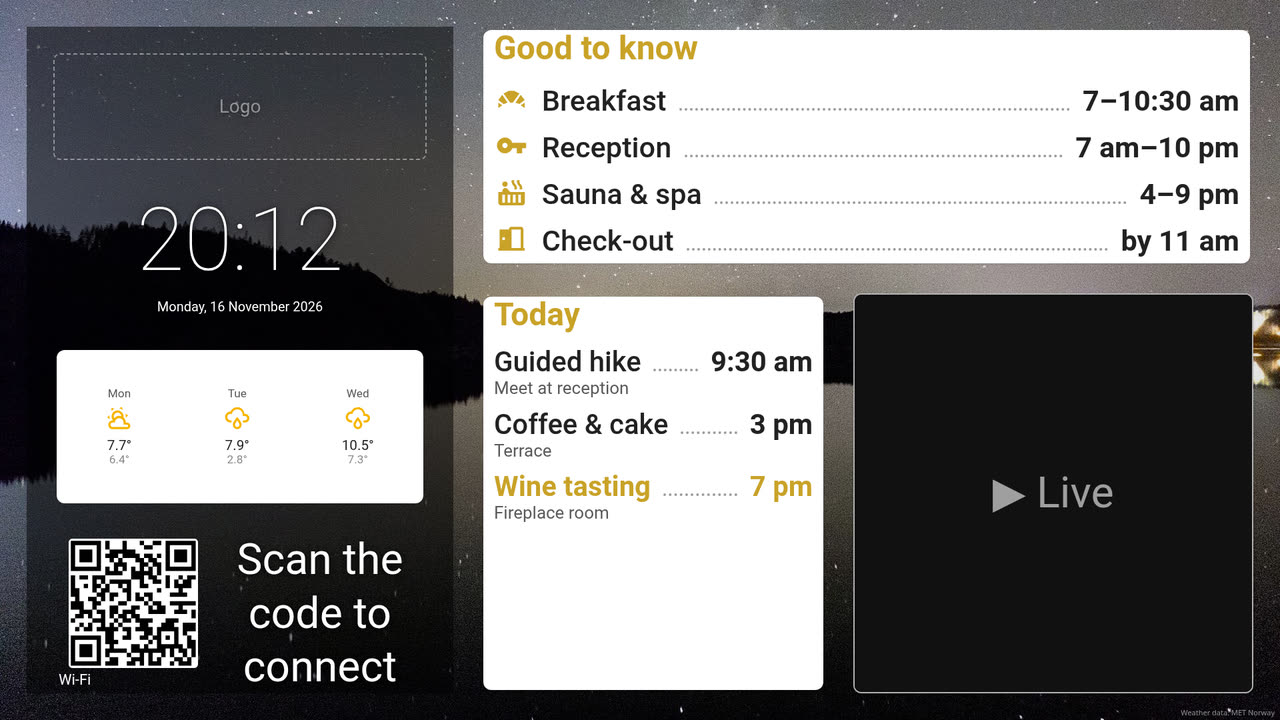 Logo
20:12
Monday, 16 November 2026
Mon Tue Wed
7.7° 7.9° 10.5°
6.4° 2.8° 7.3°
Wi-Fi
Scan the
code to
connect
Good to know
Breakfast 7–10:30 am
Reception 7 am–10 pm
Sauna & spa 4–9 pm
Check-out by 11 am
Today
Guided hike 9:30 am
Meet at reception
Coffee & cake 3 pm
Terrace
Wine tasting 7 pm
Fireplace room
▶ Live
Weather data: MET Norway